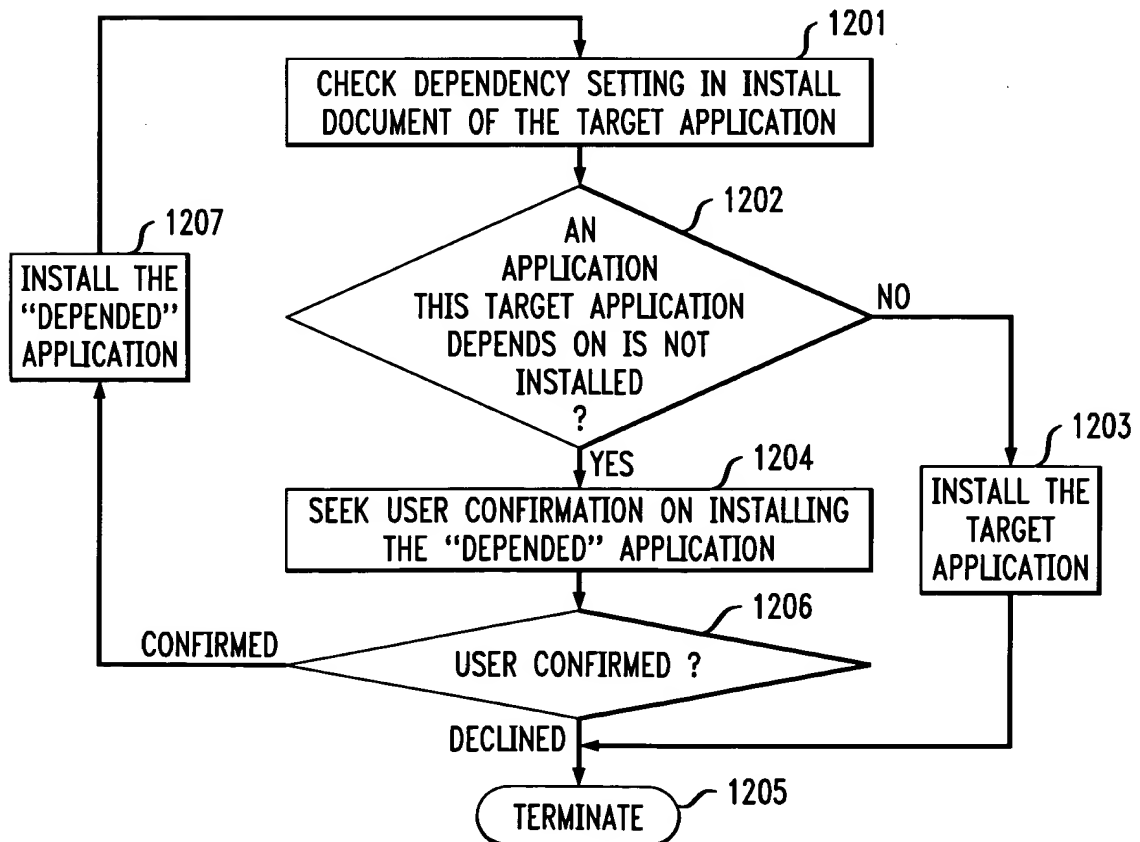 1201
CHECK DEPENDENCY SETTING IN INSTALL
DOCUMENT OF THE TARGET APPLICATION
1202
AN
APPLICATION
THIS TARGET APPLICATION
DEPENDS ON IS NOT
INSTALLED
?
NO
YES
1207
INSTALL THE
“DEPENDED”
APPLICATION
1203
INSTALL THE
TARGET
APPLICATION
1204
SEEK USER CONFIRMATION ON INSTALLING
THE “DEPENDED” APPLICATION
1206
USER CONFIRMED ?
CONFIRMED
DECLINED
1205
TERMINATE